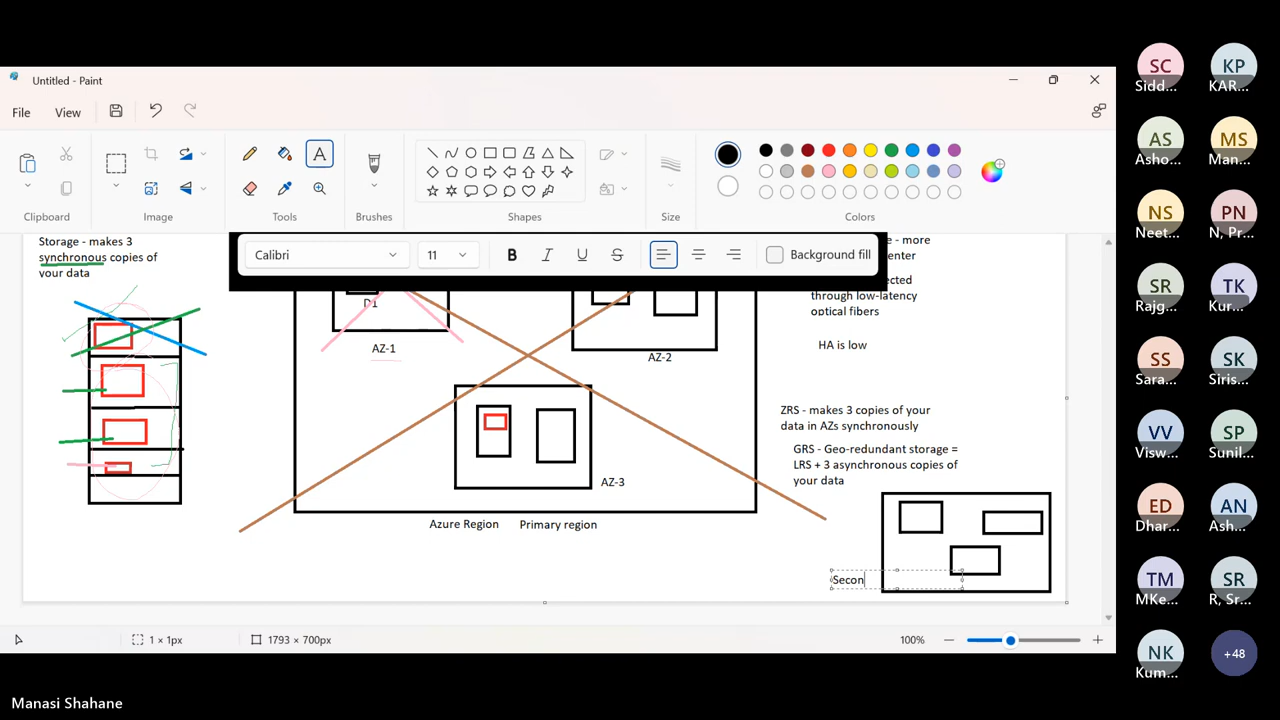 Untitled - Paint
File
View
Clipboard
Image
Tools
Brushes
Shapes
Size
Colors
Calibri
11
B
I
U
S
Background fill
Storage - makes 3
synchronous copies of
your data
D1
AZ-1
AZ-2
AZ-3
Azure Region
Primary region
- more
through low-latency
optical fibers
HA is low
ZRS - makes 3 copies of your
data in AZs synchronously
GRS - Geo-redundant storage =
LRS + 3 asynchronous copies of
your data
Secon
1 × 1px
1793 × 700px
100%
SC
Sidd...
KP
KAR...
AS
Asho...
MS
Man...
NS
Neet...
PN
N, Pr...
SR
Rajg...
TK
Kur...
SS
Sara...
SK
Siris...
VV
Visw...
SP
Sunil...
ED
Dhar...
AN
Ash...
TM
MKe...
SR
R, Sr...
NK
Kum...
+48
Manasi Shahane